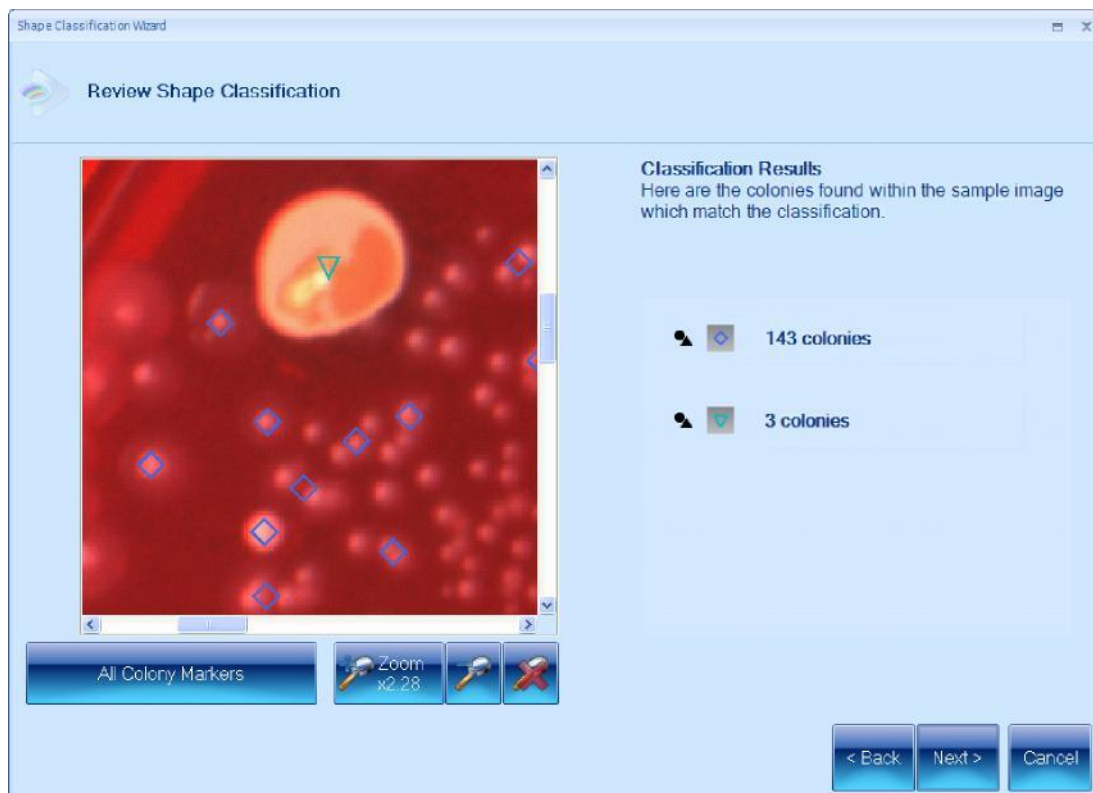 Shape Classification Wizard
Review Shape Classification
Classification Results
Here are the colonies found within the sample image
which match the classification.
143 colonies
3 colonies
All Colony Markers
Zoom
x2.28
< Back
Next >
Cancel